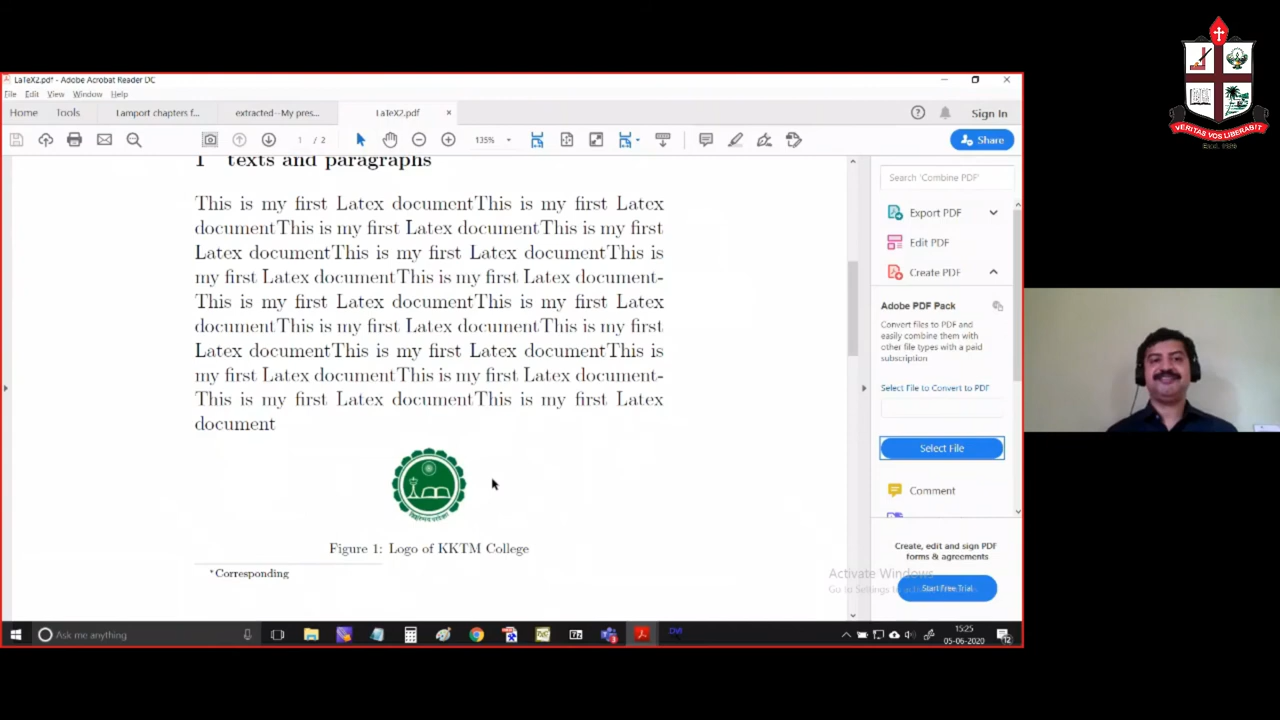 LaTeX2.pdf - Adobe Acrobat Reader DC
File Edit View Window Help
Home Tools Lamport chapters f... extracted--My pres... LaTeX2.pdf × Sign In
1 / 2 135% Share
1 texts and paragraphs
This is my first Latex documentThis is my first Latex
documentThis is my first Latex documentThis is my first
Latex documentThis is my first Latex documentThis is
my first Latex documentThis is my first Latex document-
This is my first Latex documentThis is my first Latex
documentThis is my first Latex documentThis is my first
Latex documentThis is my first Latex documentThis is
my first Latex documentThis is my first Latex document-
This is my first Latex documentThis is my first Latex
document
Figure 1: Logo of KKTM College
*Corresponding
Search 'Combine PDF'
Export PDF
Edit PDF
Create PDF
Adobe PDF Pack
Convert files to PDF and
easily combine them with
other file types with a paid
subscription
Select File to Convert to PDF
Select File
Comment
Create, edit and sign PDF
forms & agreements
Start Free Trial
Activate Windows
Go to Settings to
Ask me anything
15:25
05-06-2020
12
VERITAS VOS LIBERABIT